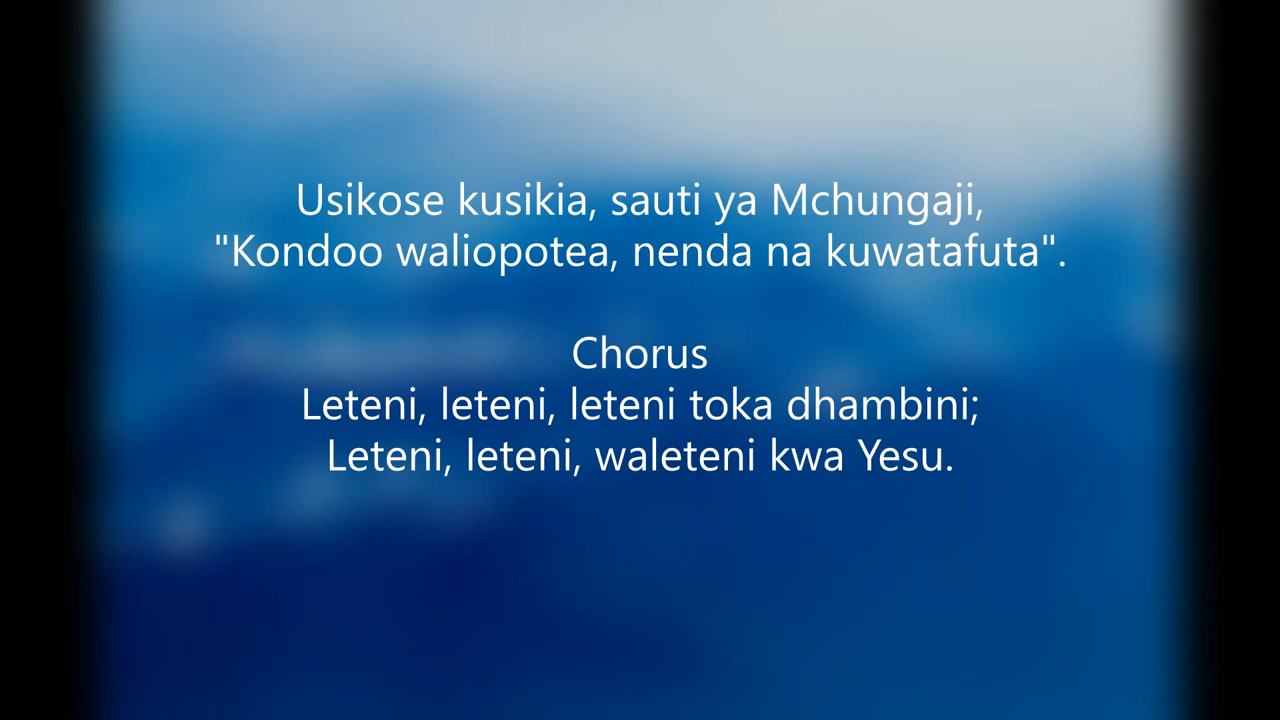 Usikose kusikia, sauti ya Mchungaji,
"Kondoo waliopotea, nenda na kuwatafuta".
Chorus
Leteni, leteni, leteni toka dhambini;
Leteni, leteni, waleteni kwa Yesu.